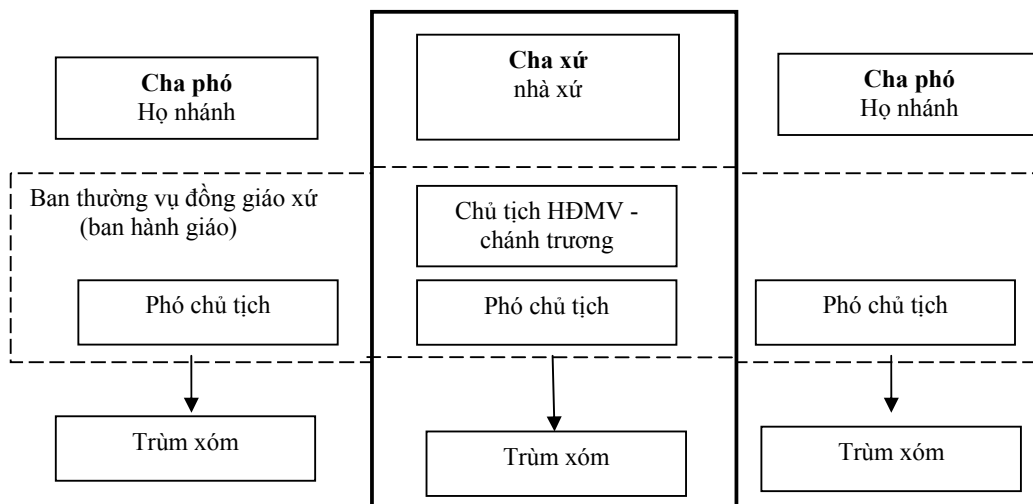 Cha phó
Họ nhánh
Cha xứ
nhà xứ
Cha phó
Họ nhánh
Ban thường vụ đồng giáo xứ
(ban hành giáo)
Chủ tịch HĐMV -
chánh trương
Phó chủ tịch
Phó chủ tịch
Phó chủ tịch
Trùm xóm
Trùm xóm
Trùm xóm